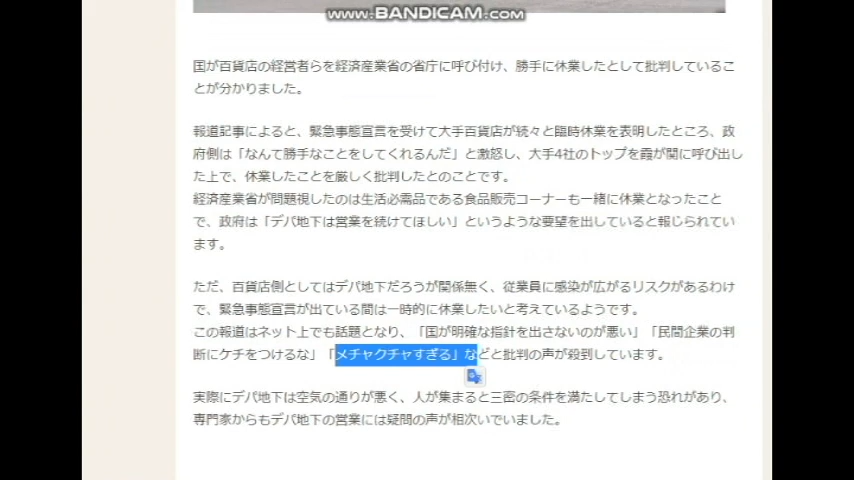 www.BANDICAM.com
国が百貨店の経営者らを経済産業省の省庁に呼び付け、勝手に休業したとして批判しているこ
とが分かりました。
報道記事によると、緊急事態宣言を受けて大手百貨店が続々と臨時休業を表明したところ、政
府側は「なんて勝手なことをしてくれるんだ」と激怒し、大手4社のトップを霞が関に呼び出し
た上で、休業したことを厳しく批判したとのことです。
経済産業省が問題視したのは生活必需品である食品販売コーナーも一緒に休業となったこと
で、政府は「デパ地下は営業を続けてほしい」というような要望を出していると報じられてい
ます。
ただ、百貨店側としてはデパ地下だろうが関係無く、従業員に感染が広がるリスクがあるわけ
で、緊急事態宣言が出ている間は一時的に休業したいと考えているようです。
この報道はネット上でも話題となり、「国が明確な指針を出さないのが悪い」「民間企業の判
断にケチをつけるな」「メチャクチャすぎる」などと批判の声が殺到しています。
実際にデパ地下は空気の通りが悪く、人が集まると三密の条件を満たしてしまう恐れがあり、
専門家からもデパ地下の営業には疑問の声が相次いでいました。